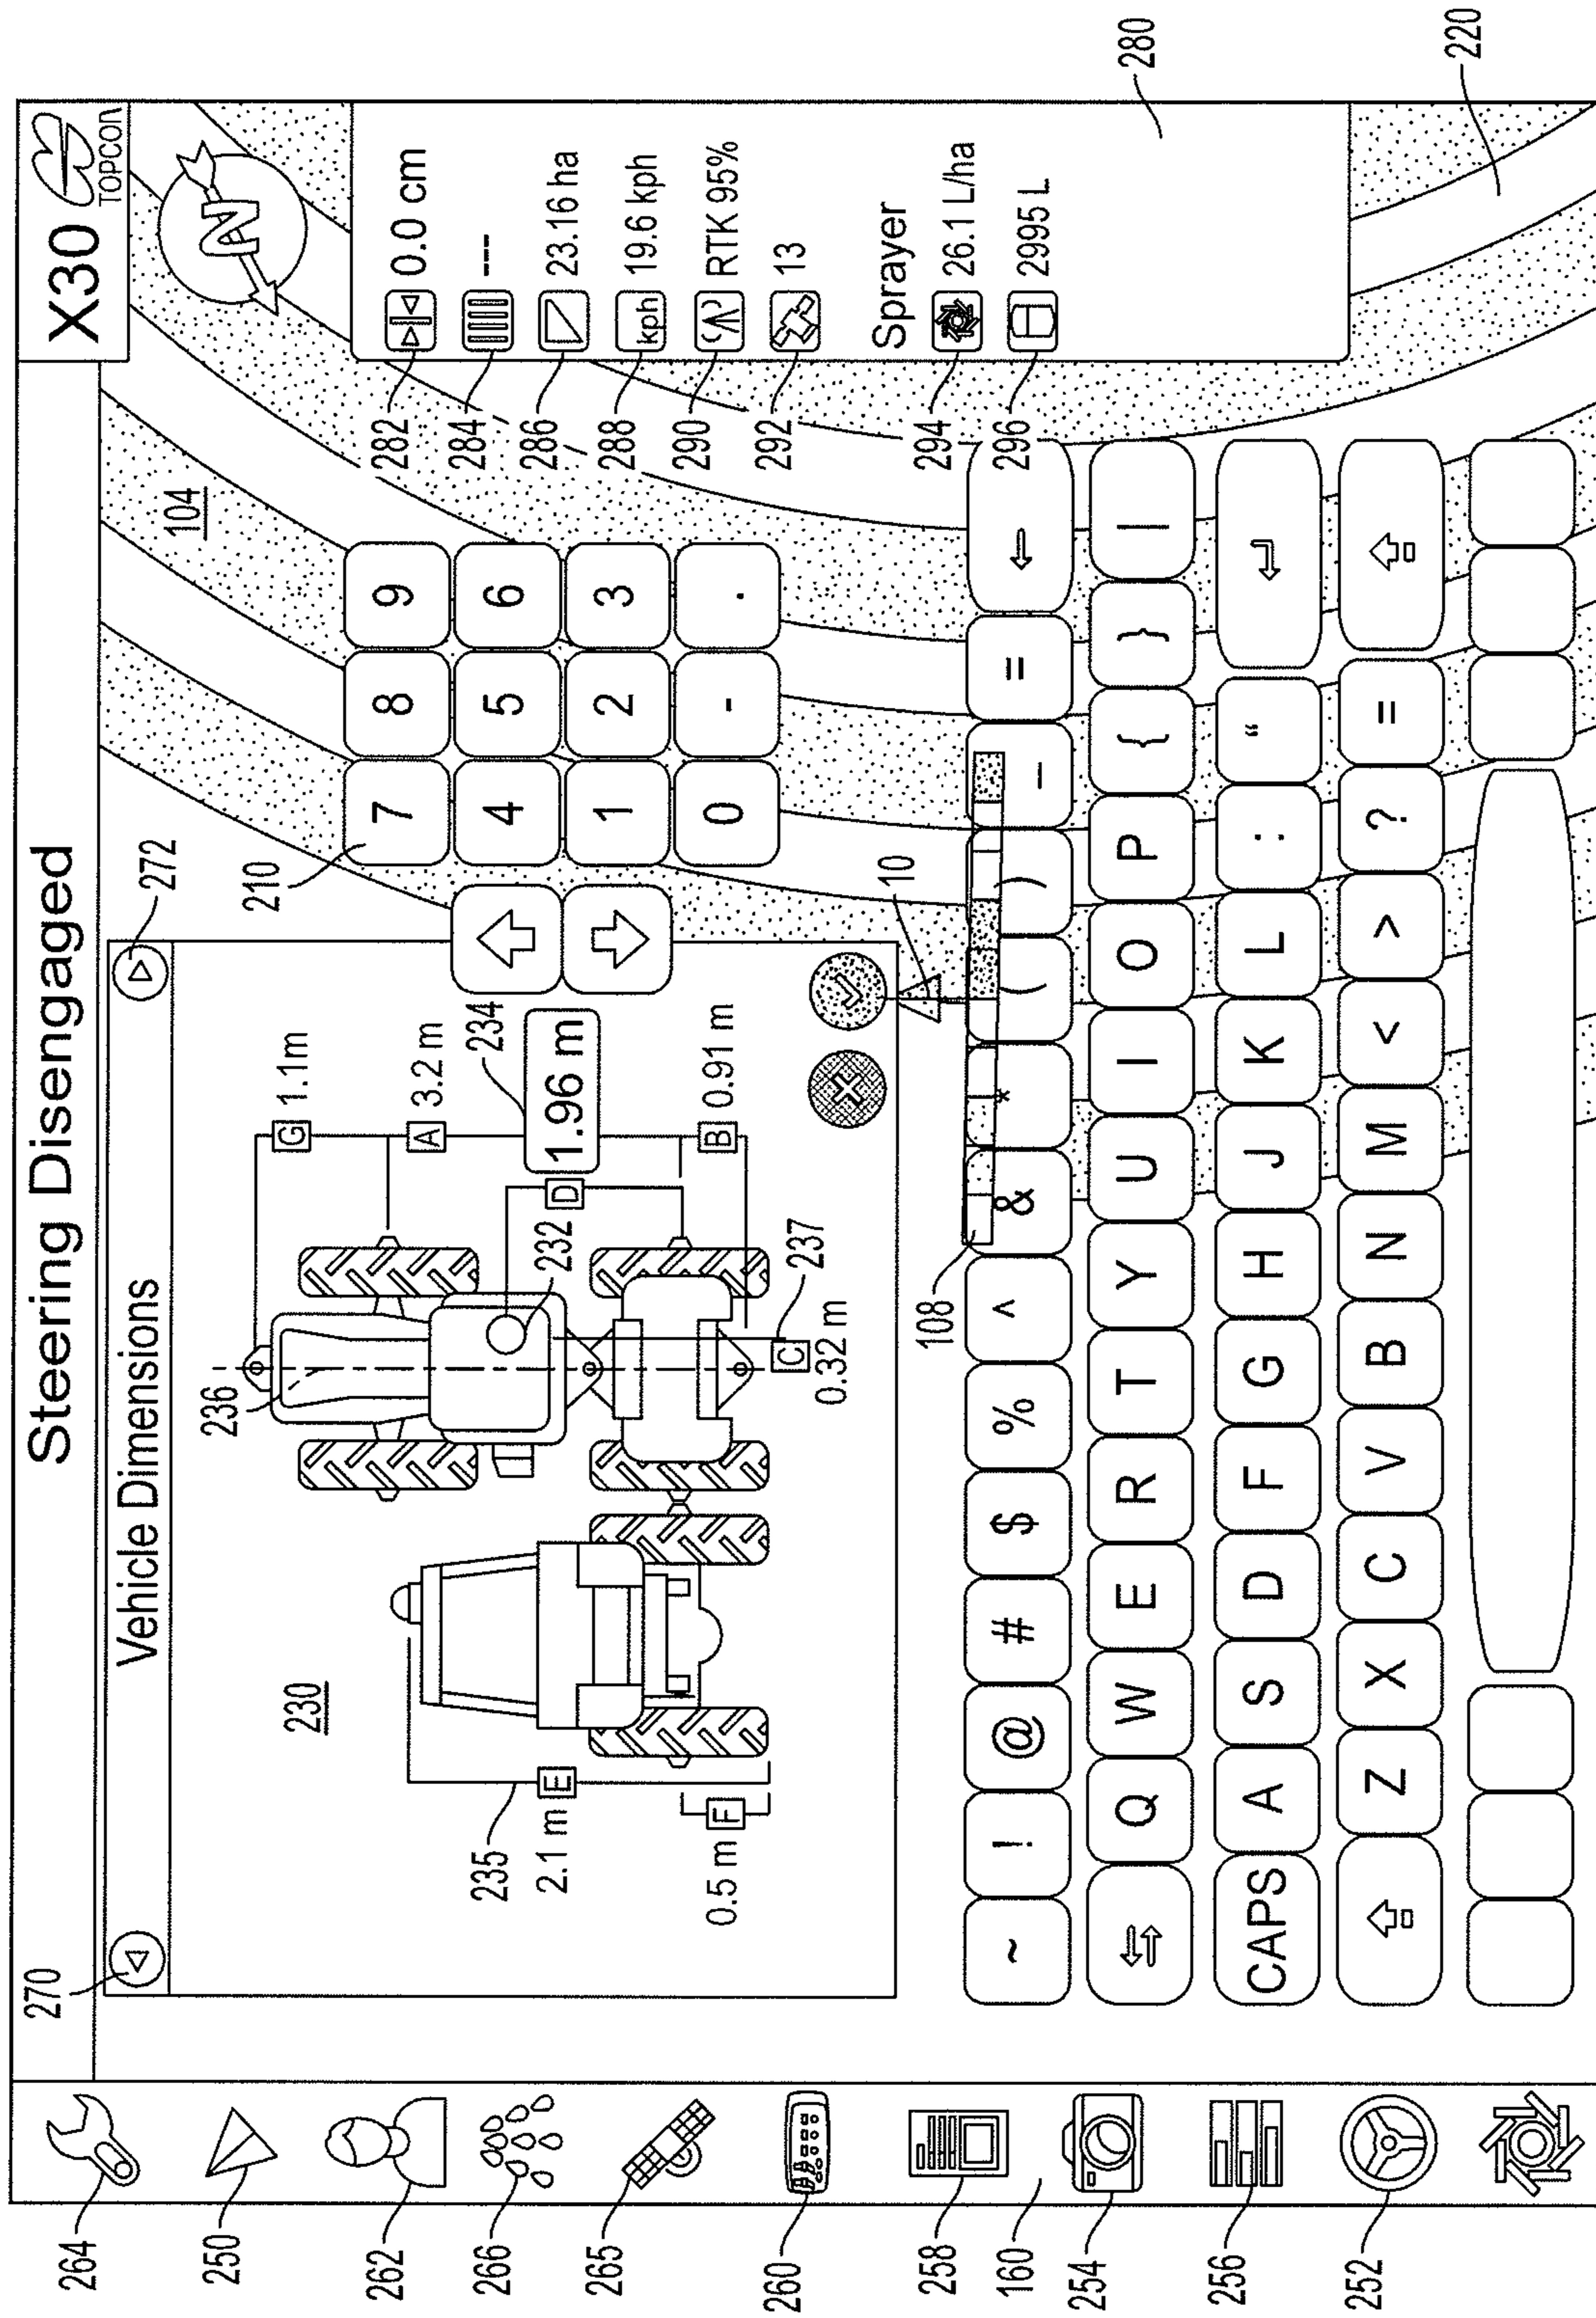 Steering Disengaged
X30
TOPCON
270
Vehicle Dimensions
272
104
N
264
250
262
266
265
260
258
160
254
256
252
230
235
2.1 m
E
0.5 m
F
236
G 1.1m
A 3.2 m
234
1.96 m
D
232
B 0.91 m
237
C
0.32 m
210
7 8 9
4 5 6
1 2 3
0 - .
10
108
282 0.0 cm
284 ---
286 23.16 ha
288 kph 19.6 kph
290 RTK 95%
292 13
Sprayer
294 26.1 L/ha
296 2995 L
280
220
~ ! @ # $ % ^ & * ( ) _ = ←
Q W E R T Y U I O P { } |
CAPS A S D F G H J K L : “
Z X C V B N M < > ? =